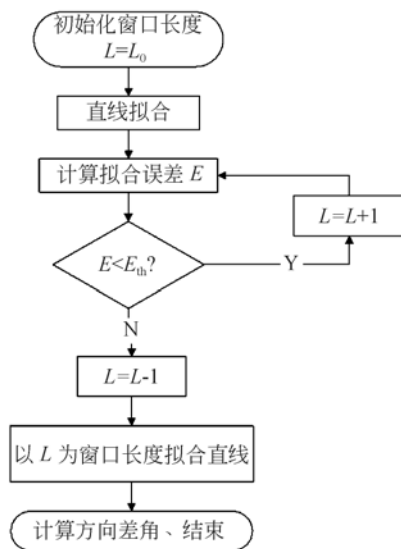 初始化窗口长度
L=L₀
直线拟合
计算拟合误差 E
L=L+1
E<Eₜₕ?
Y
N
L=L-1
以 L 为窗口长度拟合直线
计算方向差角、结束